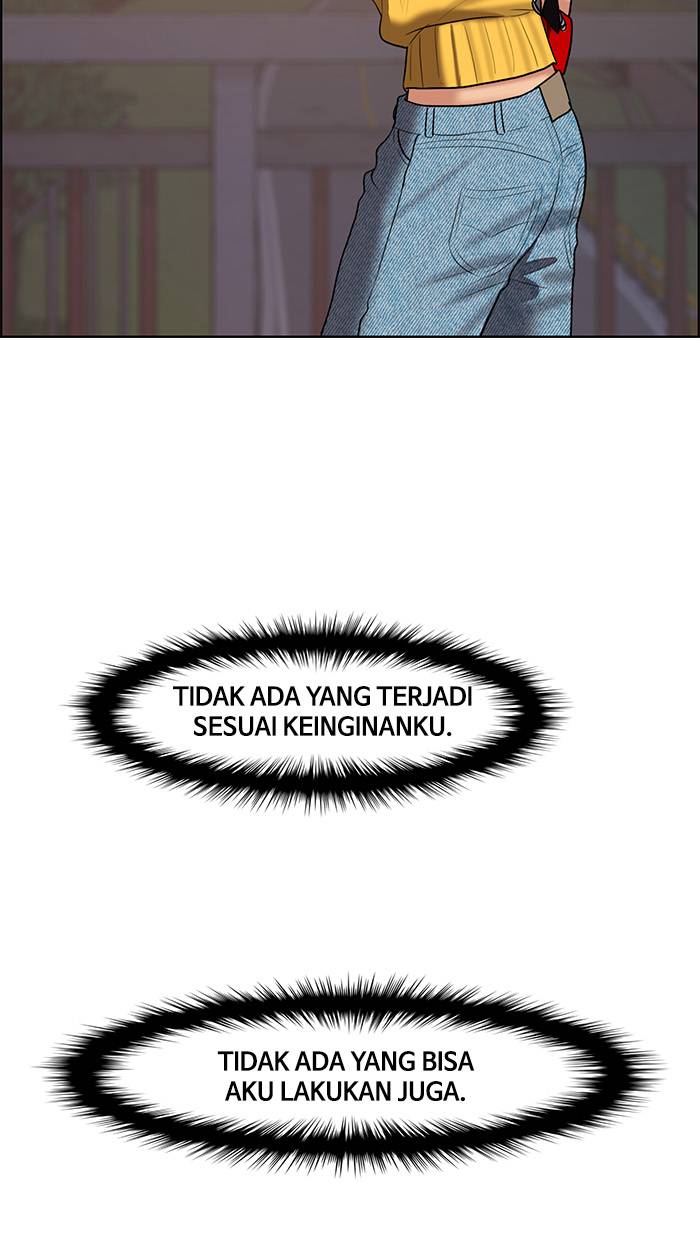 TIDAK ADA YANG TERJADI
SESUAI KEINGINANKU.
TIDAK ADA YANG BISA
AKU LAKUKAN JUGA.